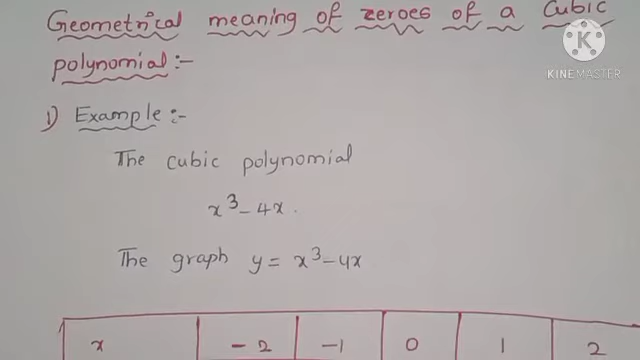 Geometrical meaning of zeroes of a Cubic
polynomial :-
1) Example :-
The cubic polynomial
x³ - 4x.
The graph y = x³ - 4x
x -2 -1 0 1 2
KINEMASTER